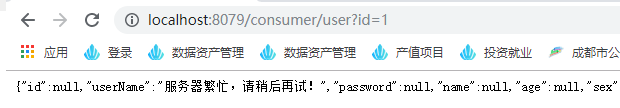 localhost:8079/consumer/user?id=1
应用 登录 数据资产管理 数据资产管理 产值项目 投资就业 成都市公
{"id":null,"userName":"服务器繁忙，请稍后再试！","password":null,"name":null,"age":null,"sex"